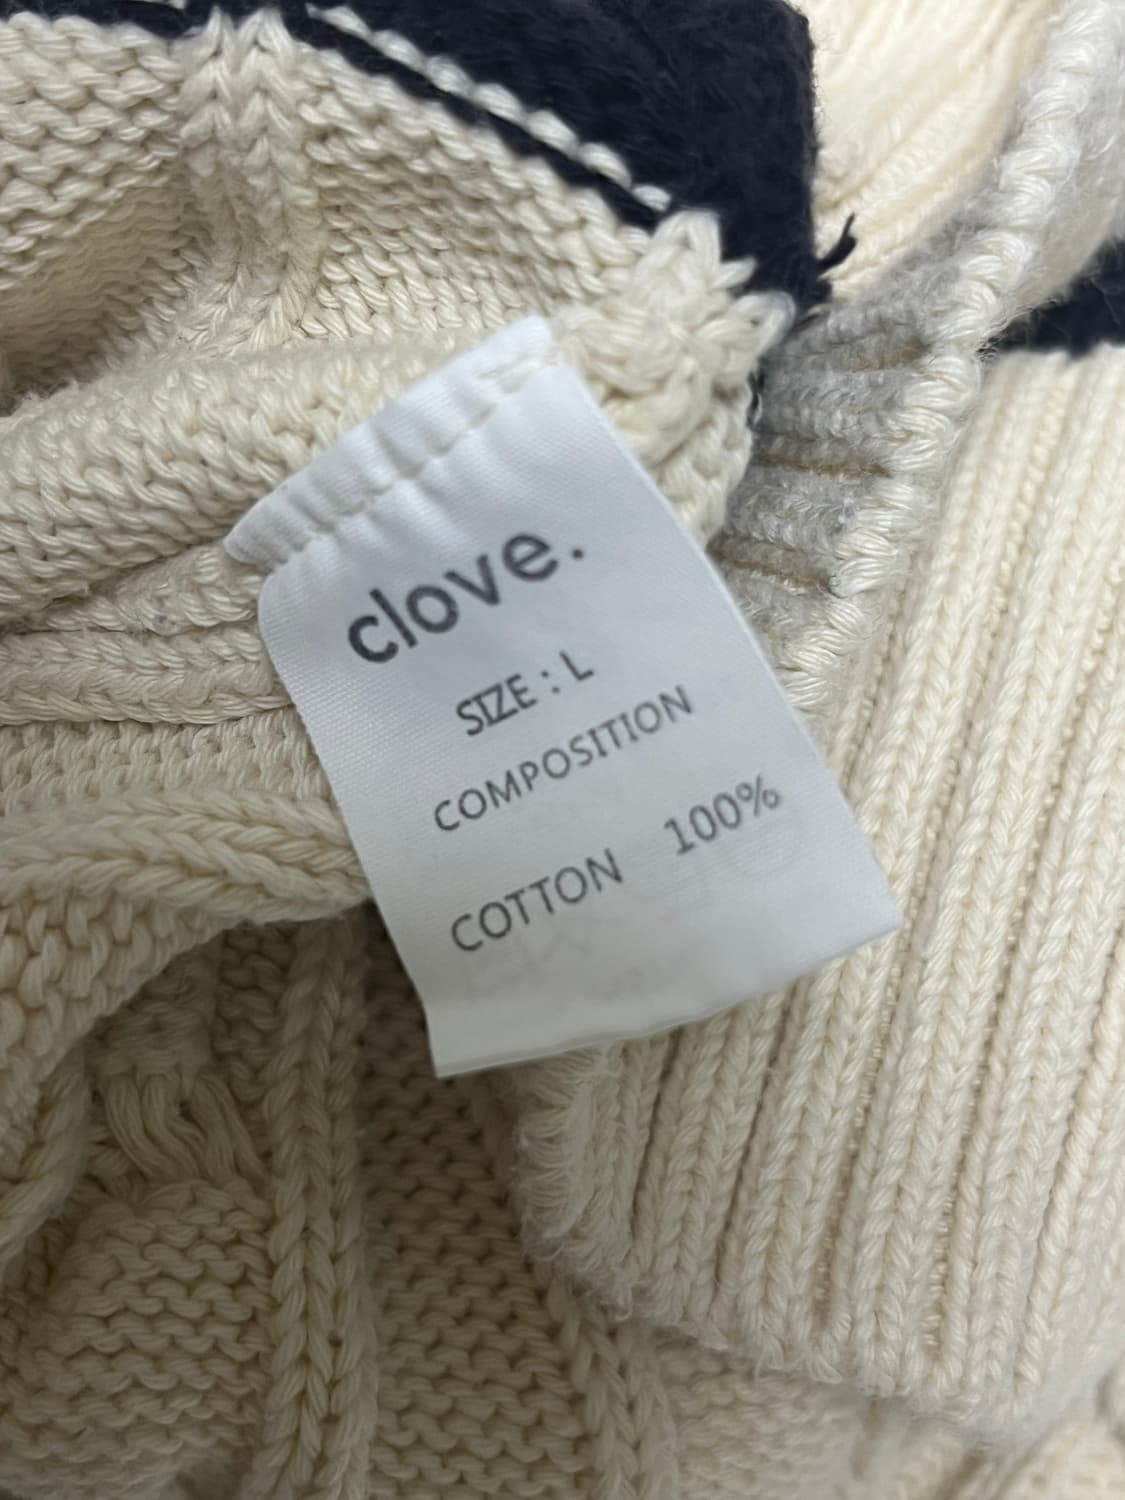 clove.
SIZE : L
COMPOSITION
COTTON 100%